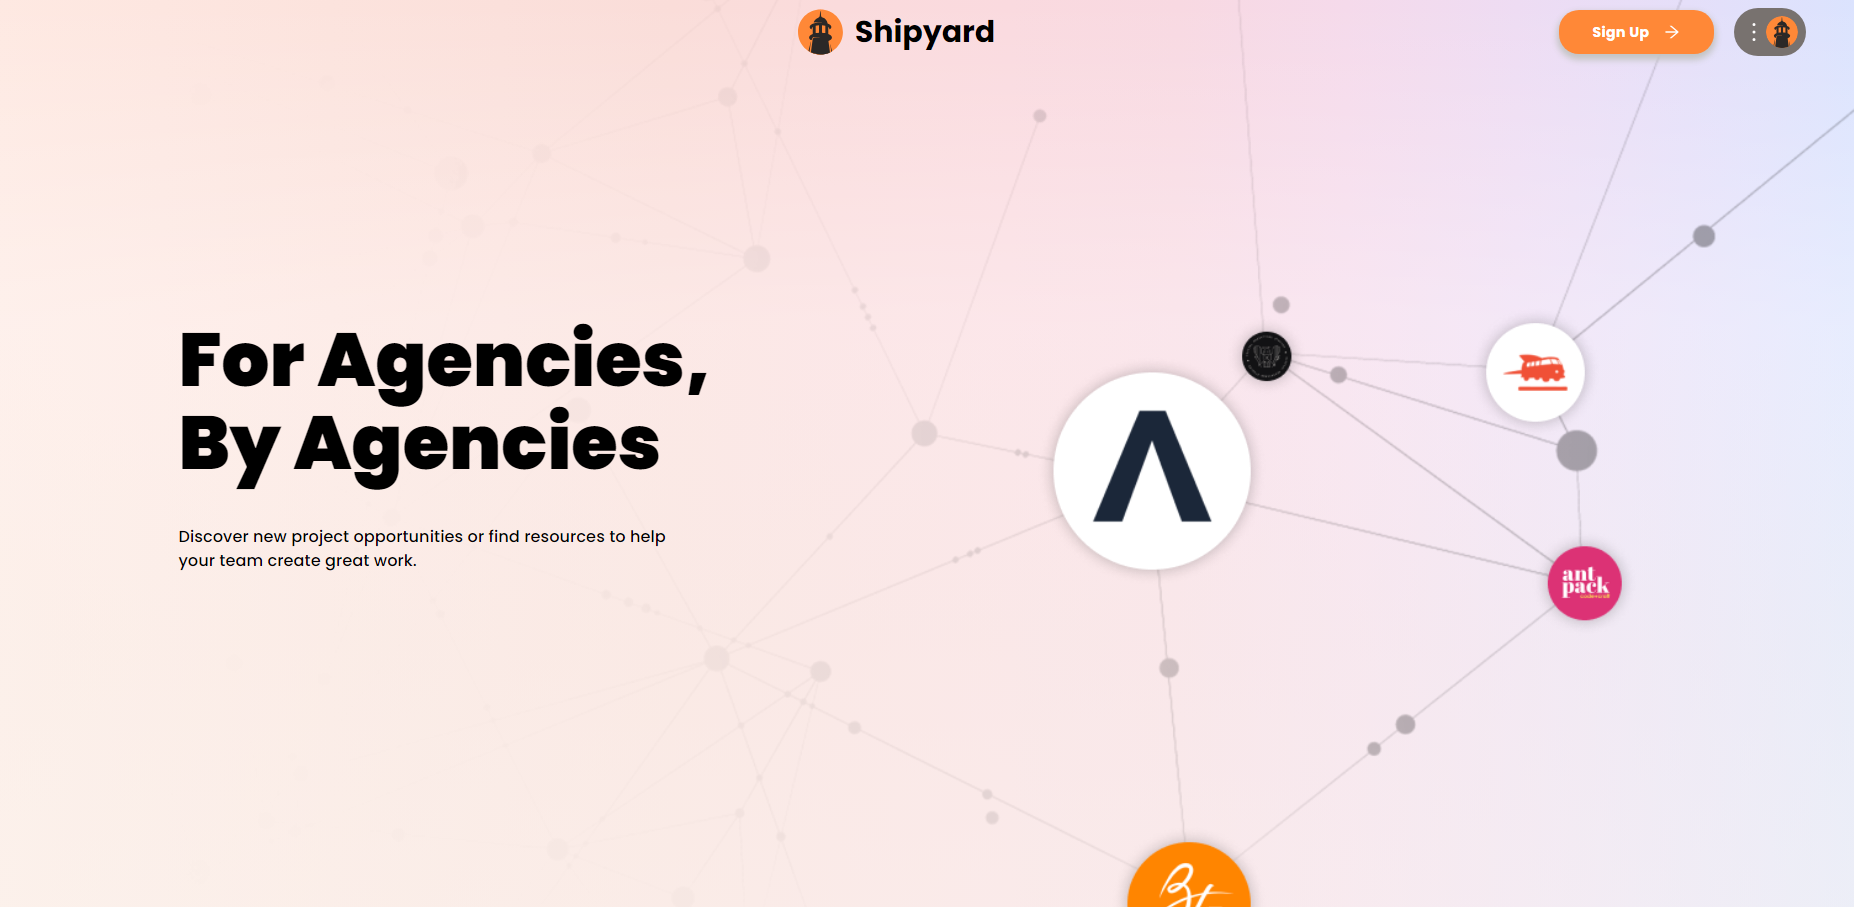 Shipyard
Sign Up
For Agencies,
By Agencies
Discover new project opportunities or find resources to help
your team create great work.
ant
pack